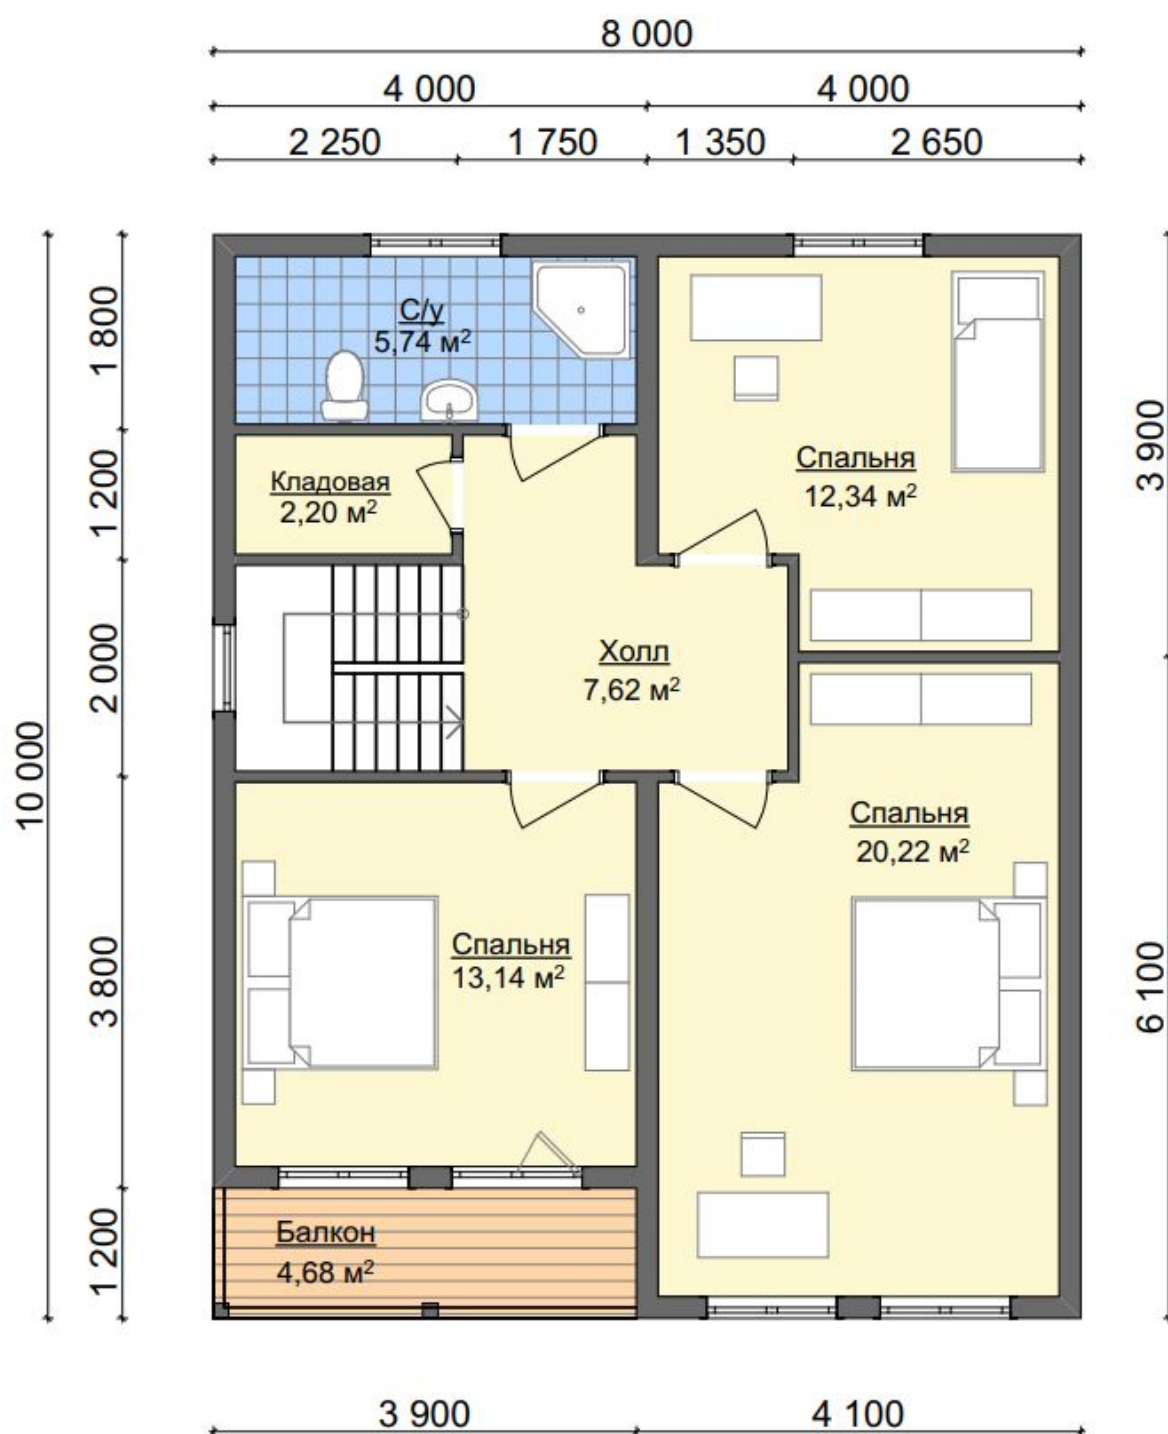 8 000
4 000
4 000
2 250
1 750
1 350
2 650
1 800
С/у
5,74 м²
1 200
Кладовая
2,20 м²
Спальня
12,34 м²
3 900
10 000
2 000
Холл
7,62 м²
Спальня
20,22 м²
3 800
Спальня
13,14 м²
6 100
1 200
Балкон
4,68 м²
3 900
4 100